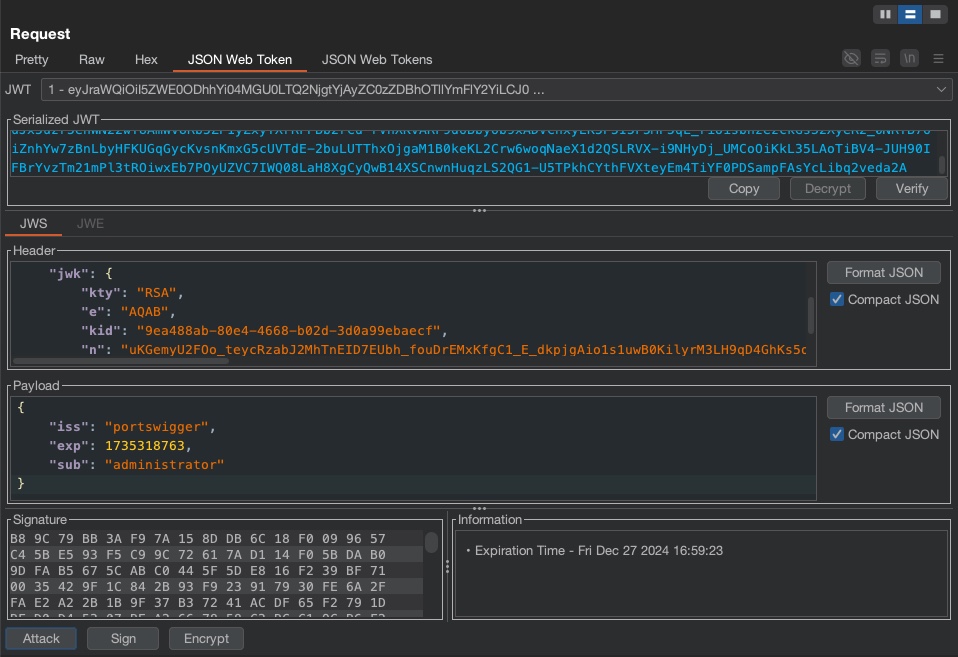 Request
Pretty Raw Hex JSON Web Token JSON Web Tokens \n
JWT 1 - eyJraWQiOiI5ZWE0ODhhYi04MGU0LTQ2NjgtYjAyZC0zZDBhOTllYmFlY2YiLCJ0 ...
Serialized JWT
iZnhYw7zBnLbyHFKUGqGycKvsnKmxG5cUVTdE-2buLUTThxOjgaM1B0keKL2Crw6woqNaeX1d2QSLRVX-i9NHyDj_UMCoOiKkL35LAoTiBV4-JUH90I
FBrYvzTm21mPl3tROiwxEb7POyUZVC7IWQ08LaH8XgCyQwB14XSCnwnHuqzLS2QG1-U5TPkhCYthFVXteyEm4TiYF0PDSampFAsYcLibq2veda2A
Copy Decrypt Verify
JWS JWE
Header
"jwk": {
"kty": "RSA",
"e": "AQAB",
"kid": "9ea488ab-80e4-4668-b02d-3d0a99ebaecf",
"n": "uKGemyU2FOo_teycRzabJ2MhTnEID7EUbh_fouDrEMxKfgC1_E_dkpjgAio1s1uwB0KilyrM3LH9qD4GhKs5c
Format JSON
Compact JSON
Payload
{
"iss": "portswigger",
"exp": 1735318763,
"sub": "administrator"
}
Format JSON
Compact JSON
Signature
B8 9C 79 BB 3A F9 7A 15 8D DB 6C 18 F0 09 96 57
C4 5B E5 93 F5 C9 9C 72 61 7A D1 14 F0 5B DA B0
9D FA B5 67 5C AB C0 44 5F 5D E8 16 F2 39 BF 71
00 35 42 9F 1C 84 2B 93 F9 23 91 79 30 FE 6A 2F
FA E2 A2 2B 1B 9F 37 B3 72 41 AC DF 65 F2 79 1D
Information
• Expiration Time - Fri Dec 27 2024 16:59:23
Attack Sign Encrypt